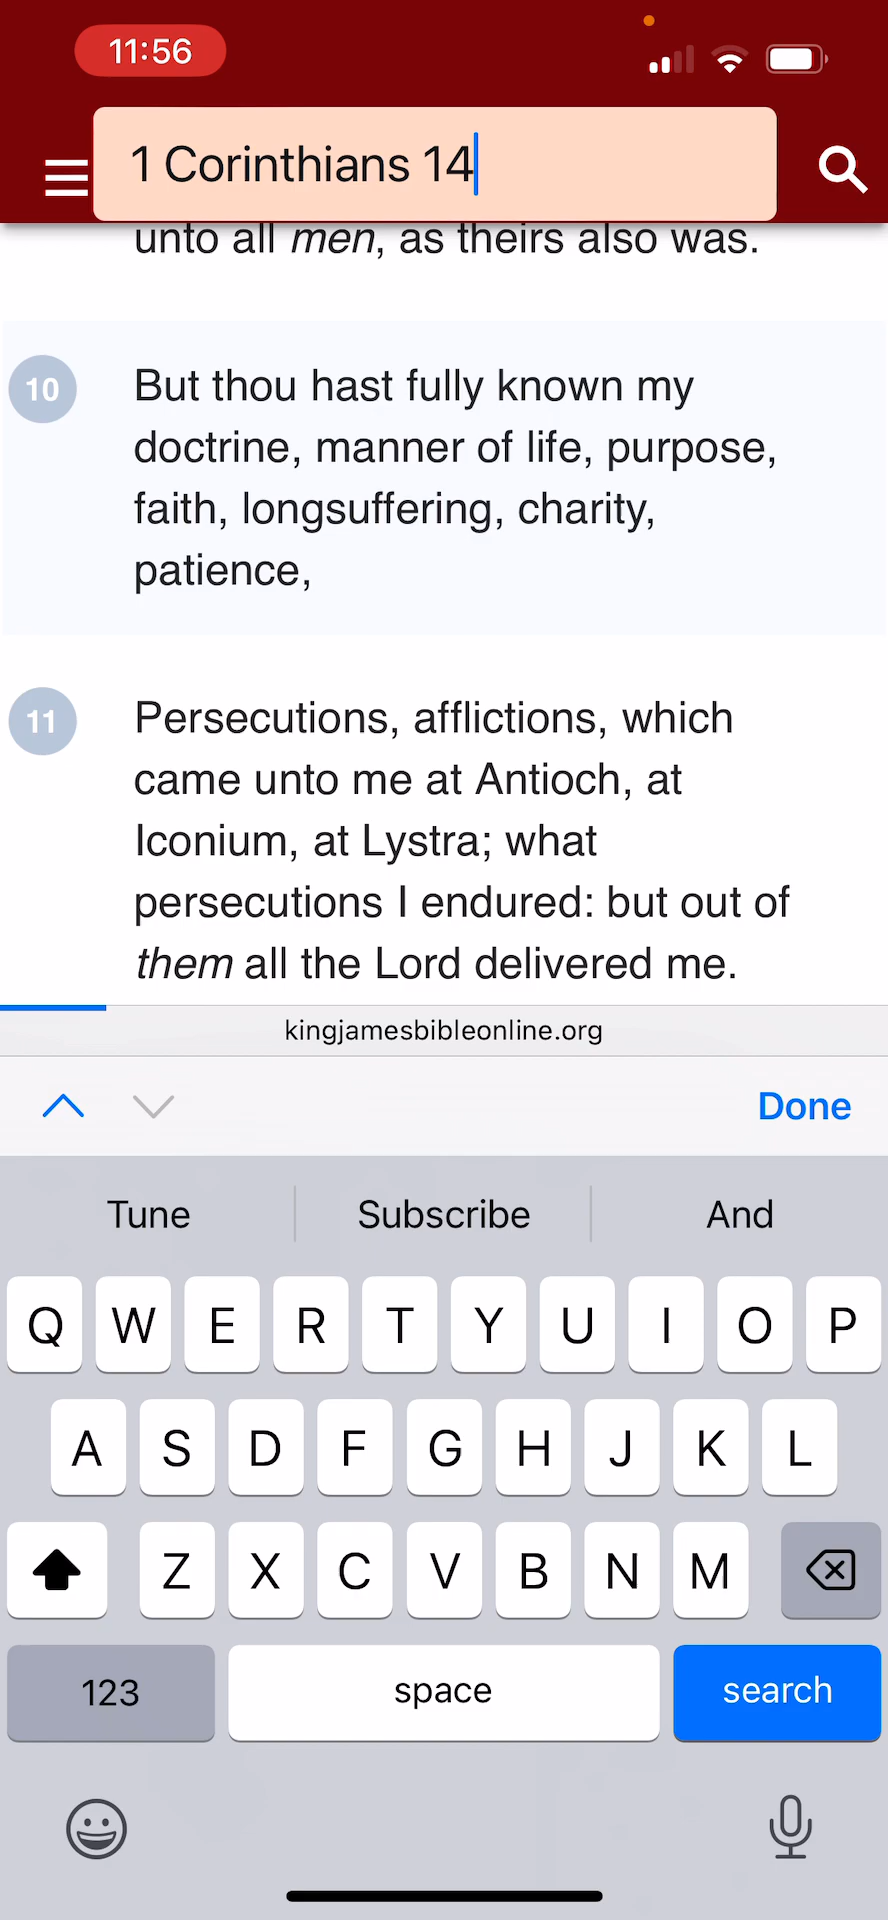 11:56
1 Corinthians 14
unto all men, as theirs also was.
10
But thou hast fully known my
doctrine, manner of life, purpose,
faith, longsuffering, charity,
patience,
11
Persecutions, afflictions, which
came unto me at Antioch, at
Iconium, at Lystra; what
persecutions I endured: but out of
them all the Lord delivered me.
kingjamesbibleonline.org
Done
Tune Subscribe And
Q W E R T Y U I O P
A S D F G H J K L
Z X C V B N M
123 space search